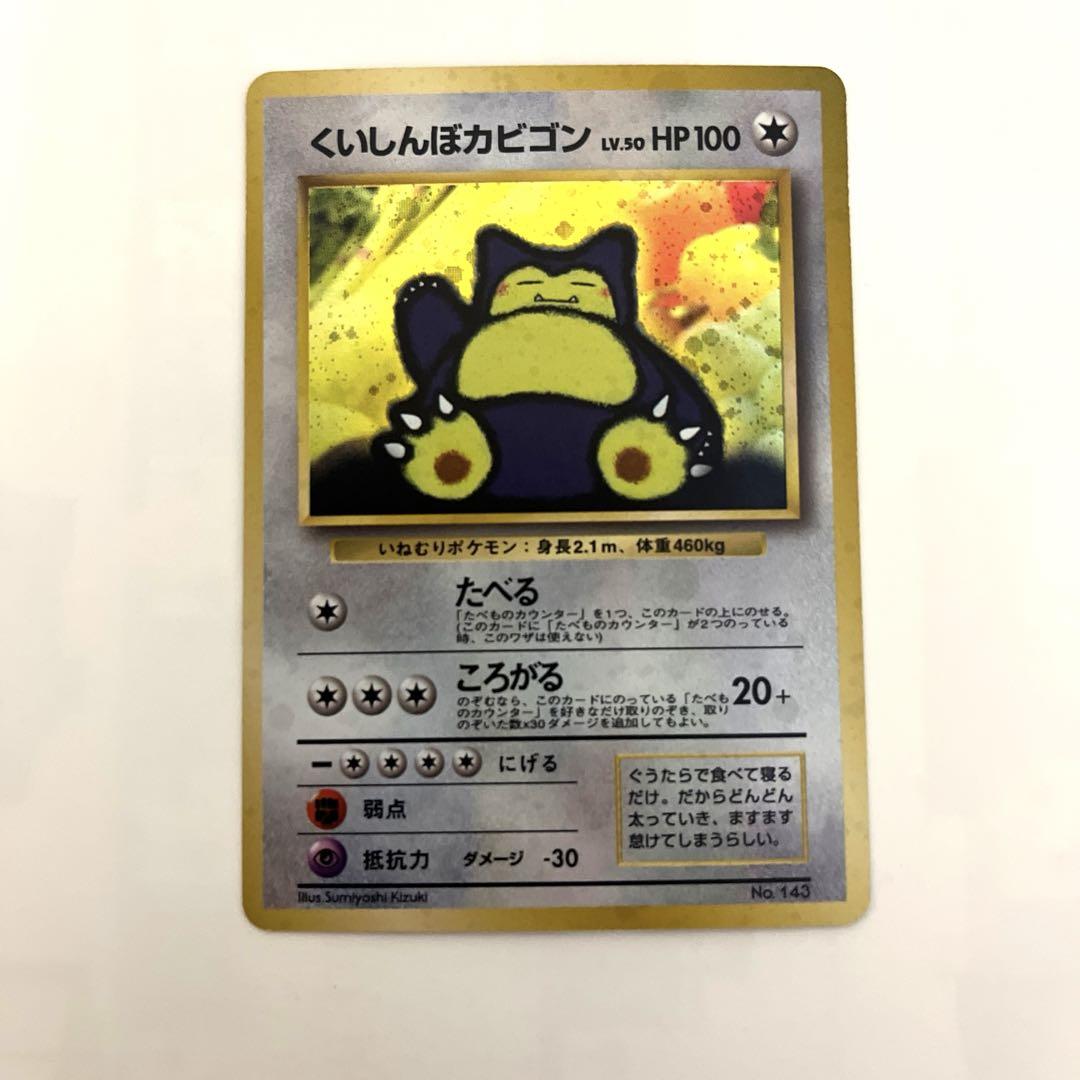 くいしんぼカビゴン LV.50 HP100
いねむりポケモン:身長2.1m、体重460kg
たべる
「たべものカウンター」を1つ、このカードの上にのせる。
(このカードに「たべものカウンター」が2つのっている
時、このワザは使えない)
ころがる
のぞむなら、このカードにのっている「たべも
のカウンター」を好きなだけ取りのぞき、取り
のぞいた数×30ダメージを追加してもよい。
20+
ー にげる
弱点
抵抗力 ダメージ -30
ぐうたらで食べて寝る
だけ。だからどんどん
太っていき、ますます
怠けてしまうらしい。
Illus.Sumiyoshi Kizuki
No. 143